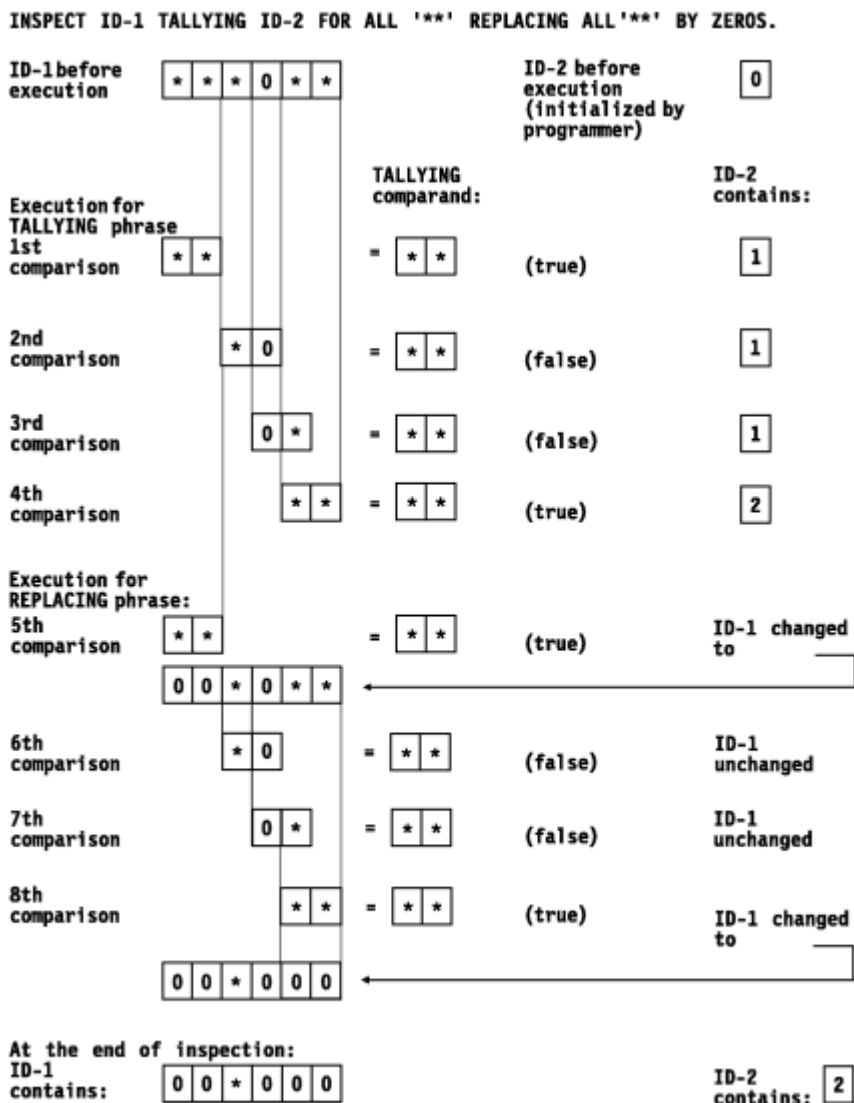 INSPECT ID-1 TALLYING ID-2 FOR ALL '**' REPLACING ALL '**' BY ZEROS.
ID-1 before execution
* * * 0 * *
ID-2 before execution (initialized by programmer)
0
TALLYING comparand:
ID-2 contains:
Execution for TALLYING phrase
1st comparison
* *
= * *
(true)
1
2nd comparison
* 0
= * *
(false)
1
3rd comparison
0 *
= * *
(false)
1
4th comparison
* *
= * *
(true)
2
Execution for REPLACING phrase:
5th comparison
* *
= * *
(true)
ID-1 changed to
0 0 * 0 * *
6th comparison
* 0
= * *
(false)
ID-1 unchanged
7th comparison
0 *
= * *
(false)
ID-1 unchanged
8th comparison
* *
= * *
(true)
ID-1 changed to
0 0 * 0 0 0
At the end of inspection:
ID-1 contains:
0 0 * 0 0 0
ID-2 contains:
2